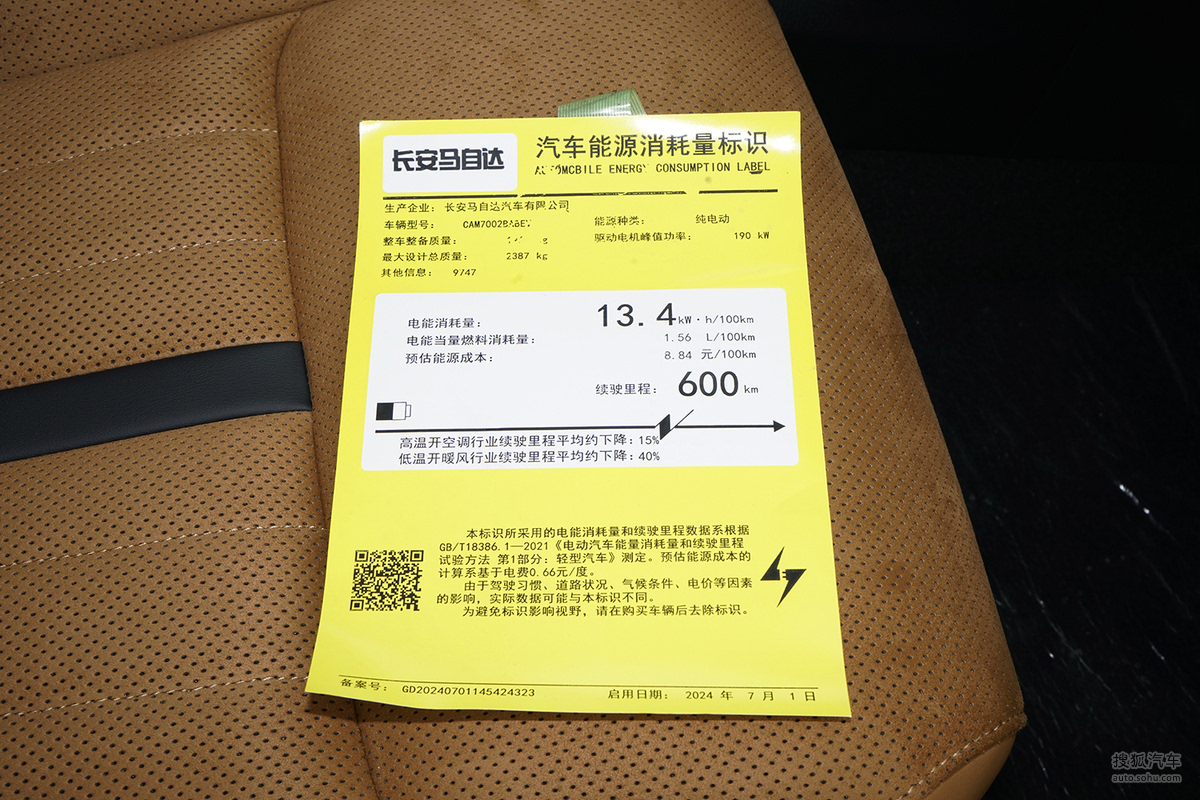 长安马自达
汽车能源消耗量标识
ENERGY CONSUMPTION LABEL
生产企业: 长安马自达汽车有限公司
车辆型号:
能源种类: 纯电动
整车整备质量:
驱动电机峰值功率: 190 kW
最大设计总质量: 2387 kg
其他信息: 9747
电能消耗量: 13.4 kW·h/100km
电能当量燃料消耗量: 1.56 L/100km
预估能源成本: 8.84 元/100km
续驶里程: 600 km
高温开空调行业续驶里程平均约下降: 15%
低温开暖风行业续驶里程平均约下降: 40%
本标识所采用的电能消耗量和续驶里程数据系根据
GB/T18386.1—2021《电动汽车能量消耗量和续驶里程
试验方法 第1部分: 轻型汽车》测定。预估能源成本的
计算系基于电费0.66元/度。
由于驾驶习惯、道路状况、气候条件、电价等因素
的影响, 实际数据可能与本标识不同。
为避免标识影响视野, 请在购买车辆后去除标识。
备案号: GD20240701145424323
启用日期: 2024 年 7 月 1 日
搜狐汽车
auto.sohu.com